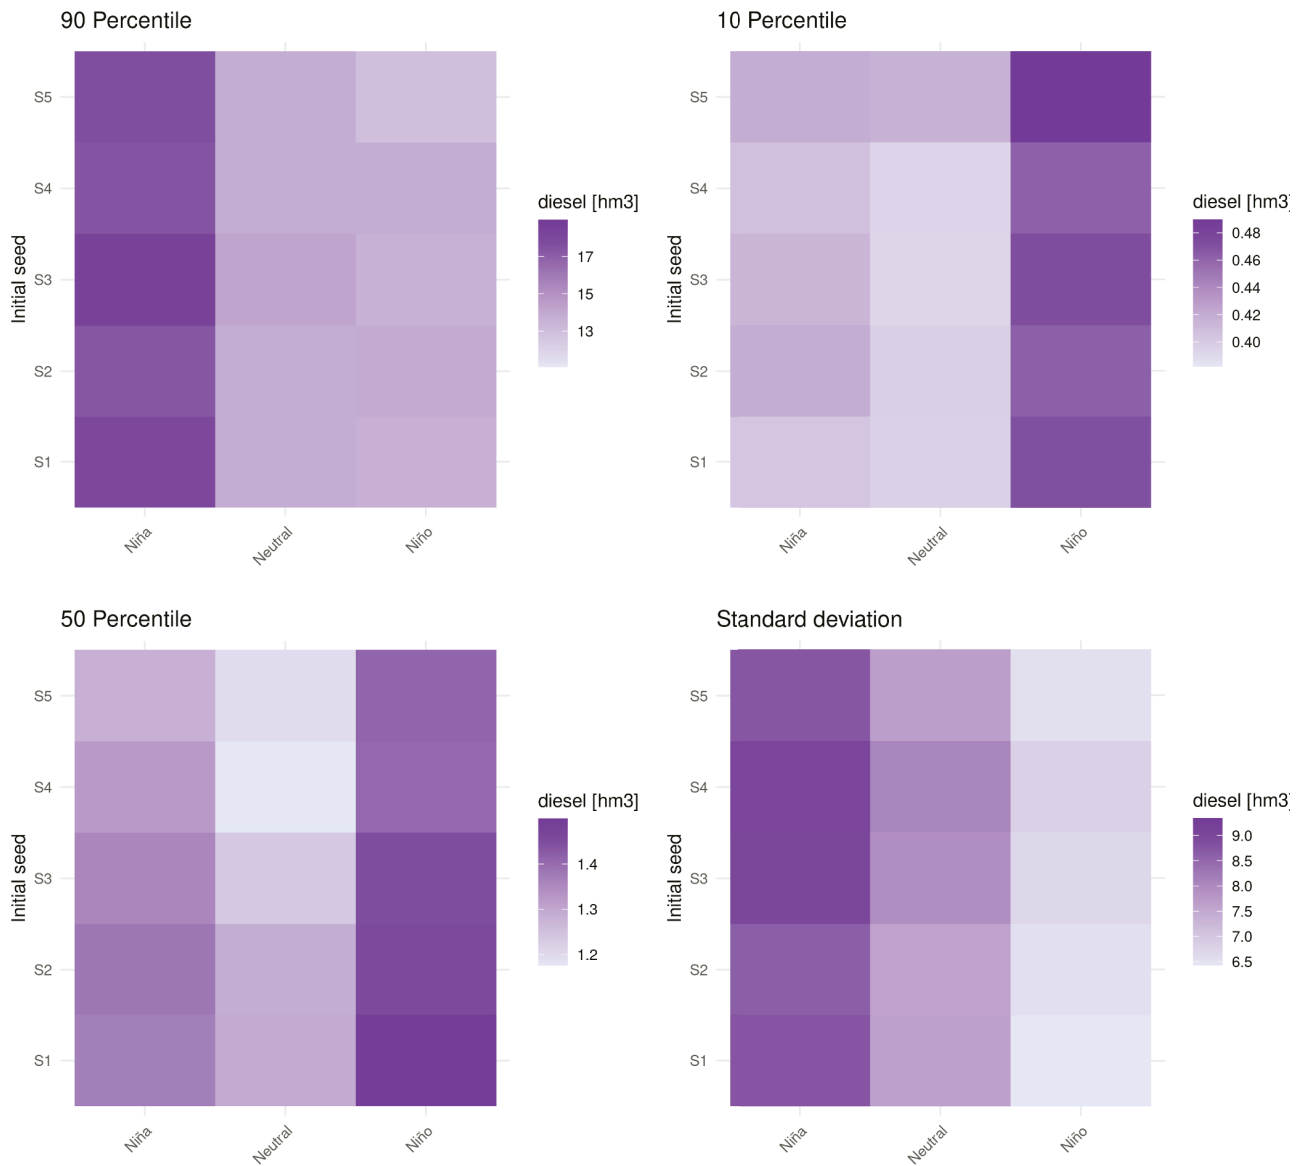 90 Percentile
Initial seed
S5
S4
S3
S2
S1
Niña
Neutral
Niño
diesel [hm3]
17
15
13
10 Percentile
Initial seed
S5
S4
S3
S2
S1
Niña
Neutral
Niño
diesel [hm3]
0.48
0.46
0.44
0.42
0.40
50 Percentile
Initial seed
S5
S4
S3
S2
S1
Niña
Neutral
Niño
diesel [hm3]
1.4
1.3
1.2
Standard deviation
Initial seed
S5
S4
S3
S2
S1
Niña
Neutral
Niño
diesel [hm3]
9.0
8.5
8.0
7.5
7.0
6.5